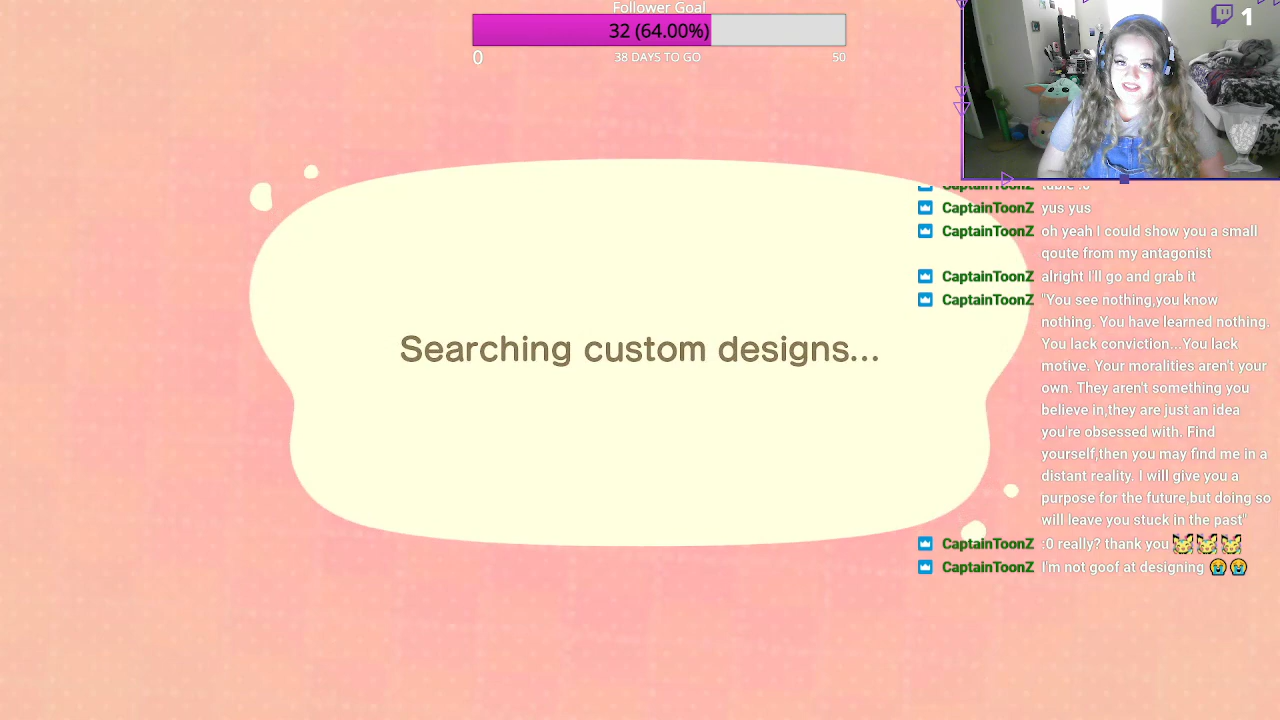 Follower Goal
32 (64.00%)
0
38 DAYS TO GO
50
1
Searching custom designs...
CaptainToonZ table :0
CaptainToonZ yus yus
CaptainToonZ oh yeah I could show you a small
qoute from my antagonist
CaptainToonZ alright I'll go and grab it
CaptainToonZ "You see nothing,you know
nothing. You have learned nothing.
You lack conviction...You lack
motive. Your moralities aren't your
own. They aren't something you
believe in,they are just an idea
you're obsessed with. Find
yourself,then you may find me in a
distant reality. I will give you a
purpose for the future,but doing so
will leave you stuck in the past"
CaptainToonZ :0 really? thank you
CaptainToonZ I'm not goof at designing 😭😭